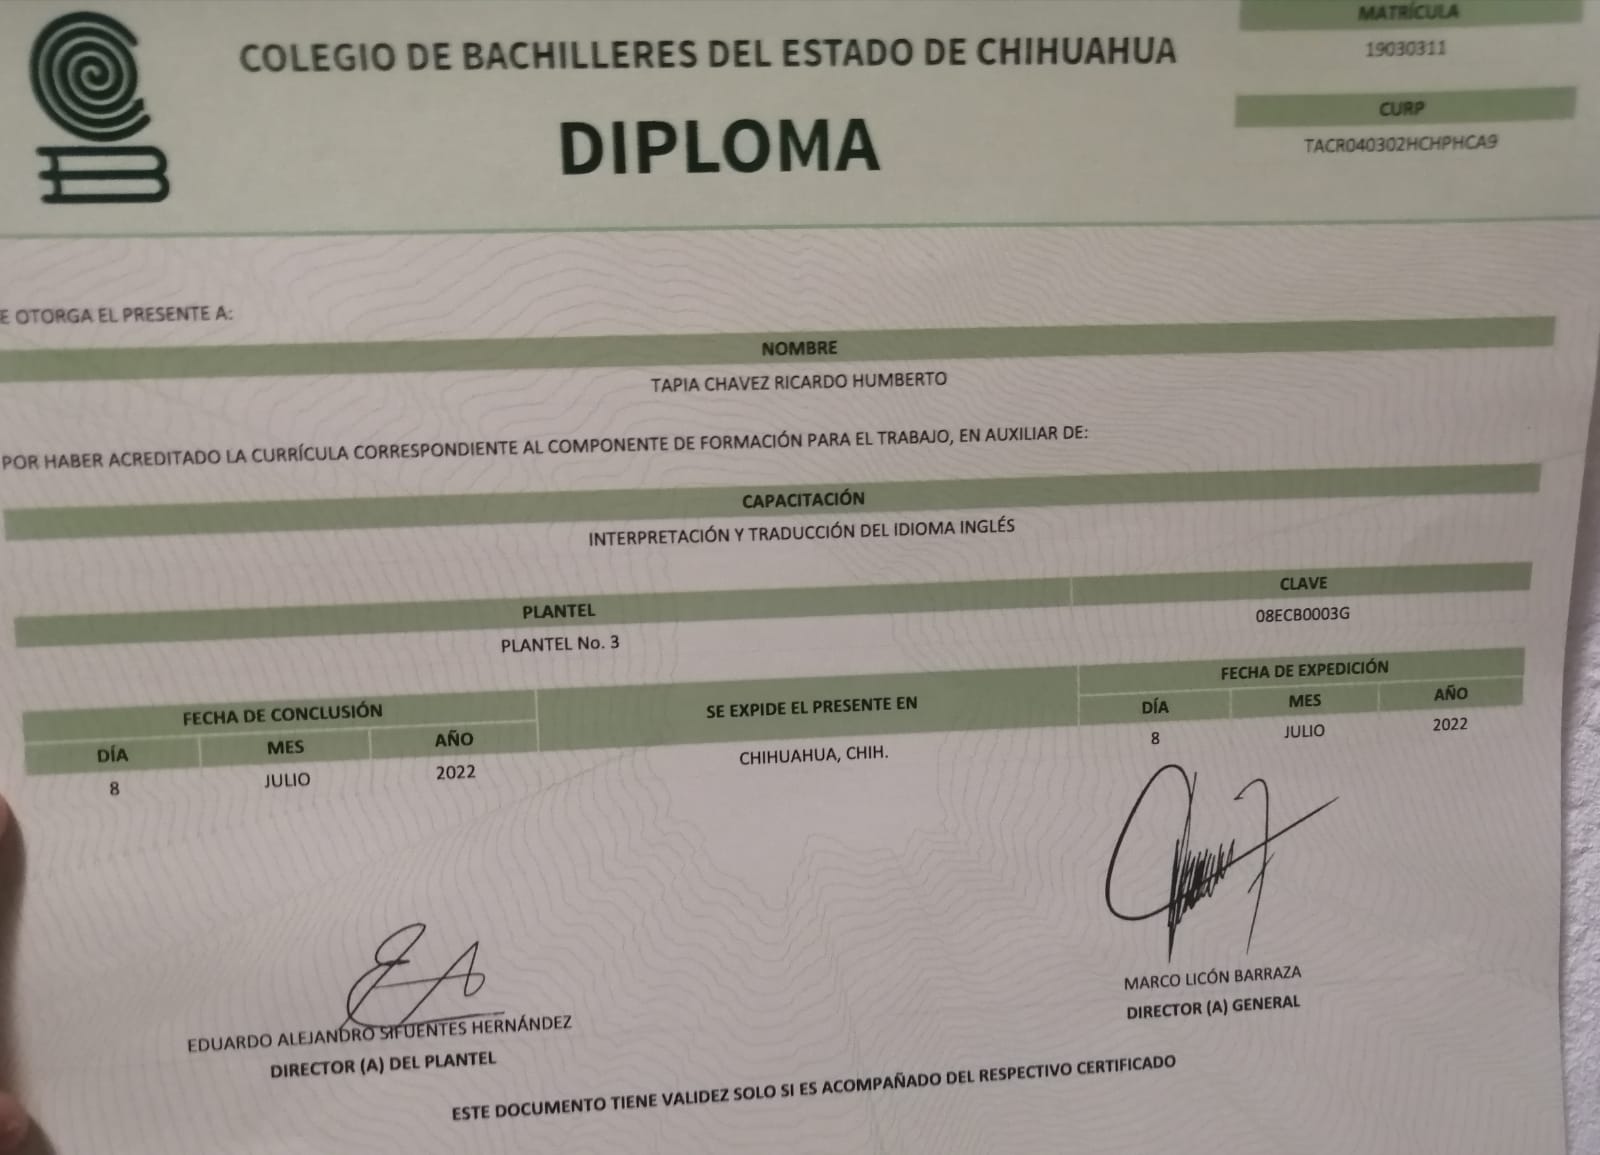 COLEGIO DE BACHILLERES DEL ESTADO DE CHIHUAHUA
DIPLOMA
MATRÍCULA
19030311
CURP
TACR040302HCHPHCA9
E OTORGA EL PRESENTE A:
NOMBRE
TAPIA CHAVEZ RICARDO HUMBERTO
POR HABER ACREDITADO LA CURRÍCULA CORRESPONDIENTE AL COMPONENTE DE FORMACIÓN PARA EL TRABAJO, EN AUXILIAR DE:
CAPACITACIÓN
INTERPRETACIÓN Y TRADUCCIÓN DEL IDIOMA INGLÉS
PLANTEL CLAVE
PLANTEL No. 3 08ECB0003G
FECHA DE CONCLUSIÓN SE EXPIDE EL PRESENTE EN FECHA DE EXPEDICIÓN
DÍA MES AÑO DÍA MES AÑO
8 JULIO 2022 CHIHUAHUA, CHIH. 8 JULIO 2022
EDUARDO ALEJANDRO SIFUENTES HERNÁNDEZ
DIRECTOR (A) DEL PLANTEL
MARCO LICÓN BARRAZA
DIRECTOR (A) GENERAL
ESTE DOCUMENTO TIENE VALIDEZ SOLO SI ES ACOMPAÑADO DEL RESPECTIVO CERTIFICADO